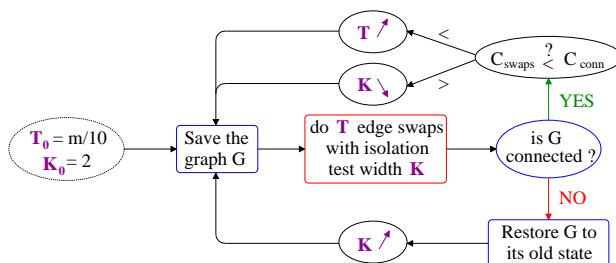 T ↗
<
?
C_swaps < C_conn
K ↘
>
YES
T_0 = m/10
K_0 = 2
Save the
graph G
do T edge swaps
with isolation
test width K
is G
connected ?
NO
K ↗
Restore G to
its old state